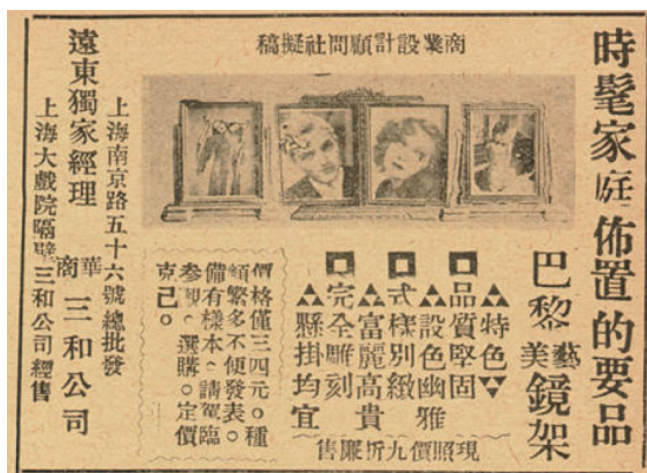 時髦家庭佈置的要品
商業設計顧問社擬稿
巴黎藝美鏡架
▲▲特色▼▼
品質堅固
▲▲設色幽雅
式樣別緻
▲▲富麗高貴
完全雕刻
▲▲懸掛均宜
現照價九折廉售
價格僅三四元。種
類繁多不便發表。
備有樣本。請駕臨
參觀。選購。定價
克己。
上海南京路五十六號總批發
遠東獨家經理 華商三和公司
上海大戲院隔壁三和公司經售